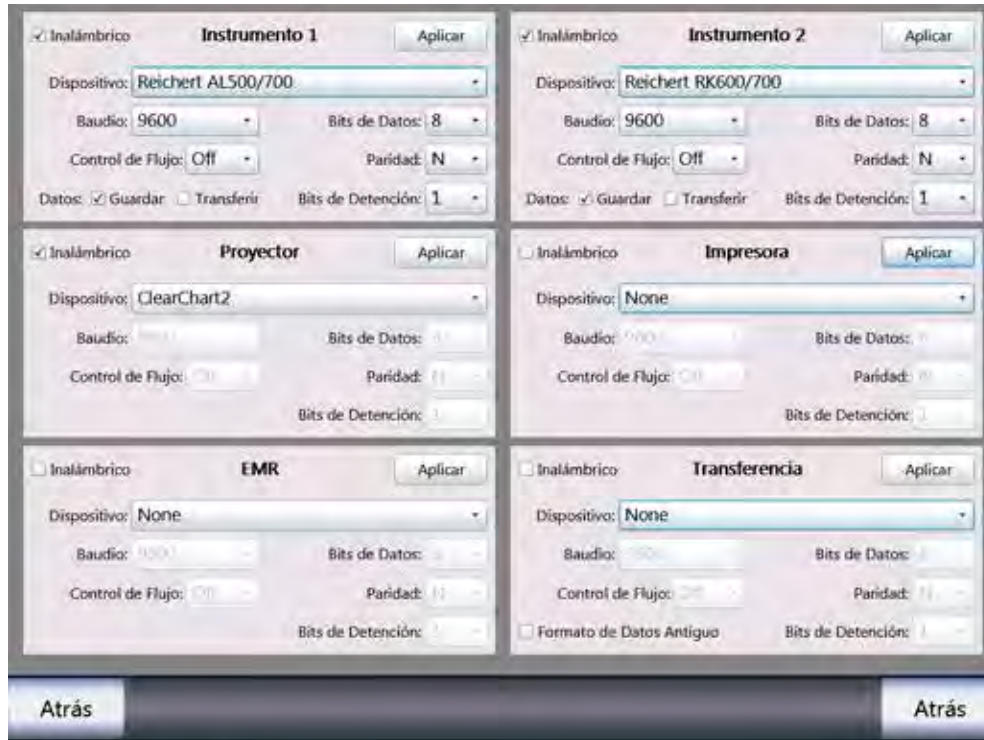 Inalámbrico Instrumento 1 Aplicar
Dispositivo: Reichert AL500/700
Baudio: 9600 Bits de Datos: 8
Control de Flujo: Off Paridad: N
Datos: Guardar Transferir Bits de Detención: 1
Inalámbrico Instrumento 2 Aplicar
Dispositivo: Reichert RK600/700
Baudio: 9600 Bits de Datos: 8
Control de Flujo: Off Paridad: N
Datos: Guardar Transferir Bits de Detención: 1
Inalámbrico Proyector Aplicar
Dispositivo: ClearChart2
Baudio: Bits de Datos:
Control de Flujo: Paridad:
Bits de Detención:
Inalámbrico Impresora Aplicar
Dispositivo: None
Baudio: Bits de Datos:
Control de Flujo: Paridad:
Bits de Detención:
Inalámbrico EMR Aplicar
Dispositivo: None
Baudio: Bits de Datos:
Control de Flujo: Paridad:
Bits de Detención:
Inalámbrico Transferencia Aplicar
Dispositivo: None
Baudio: Bits de Datos:
Control de Flujo: Paridad:
Formato de Datos Antiguo Bits de Detención:
Atrás Atrás